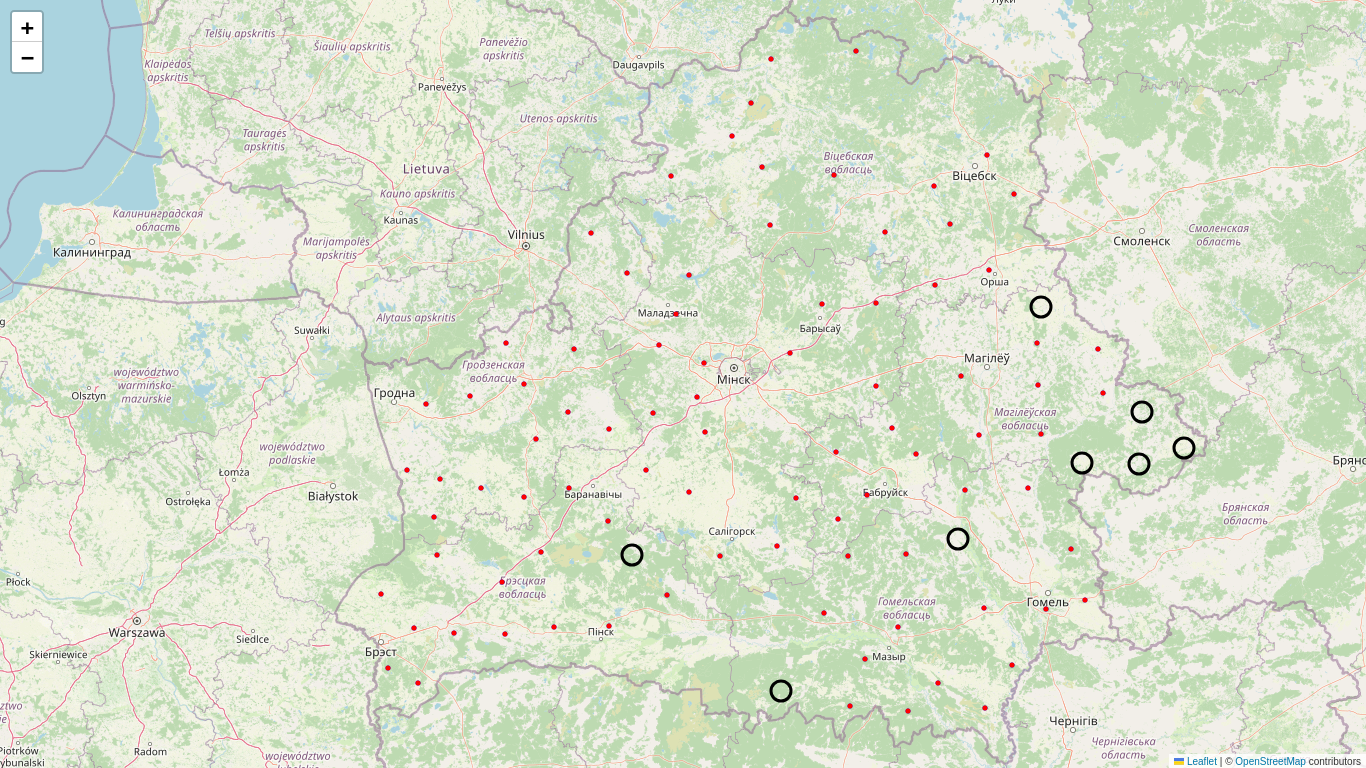 +
−
Луки
Telšių apskritis
Šiaulių apskritis
Panevėžio
apskritis
Klaipėdos
apskritis
Daugavpils
Panevėžys
Utenos apskritis
Tauragės
apskritis
Lietuva
Kauno apskritis
Kaunas
Віцебская
вобласць
Віцебск
Калининградская
область
Калининград
Marijampolės
apskritis
Vilnius
Смоленск
Смоленская
область
Орша
Alytaus apskritis
Маладзечна
Suwałki
Барысаў
Магілёў
Гродзенская
вобласць
Мінск
województwo
warmińsko-
mazurskie
Olsztyn
Гродна
Магілёўская
вобласць
województwo
podlaskie
Łomża
Białystok
Ostrołęka
Баранавічы
Бабруйск
Брянская
область
Салігорск
Płock
Брэсцкая
вобласць
Гомельская
вобласць
Гомель
Warszawa
Siedlce
Пінск
Skierniewice
Брэст
Мазыр
Чернігів
Чернігівська
область
Piotrków
Radom
województwo
Leaflet | © OpenStreetMap contributors